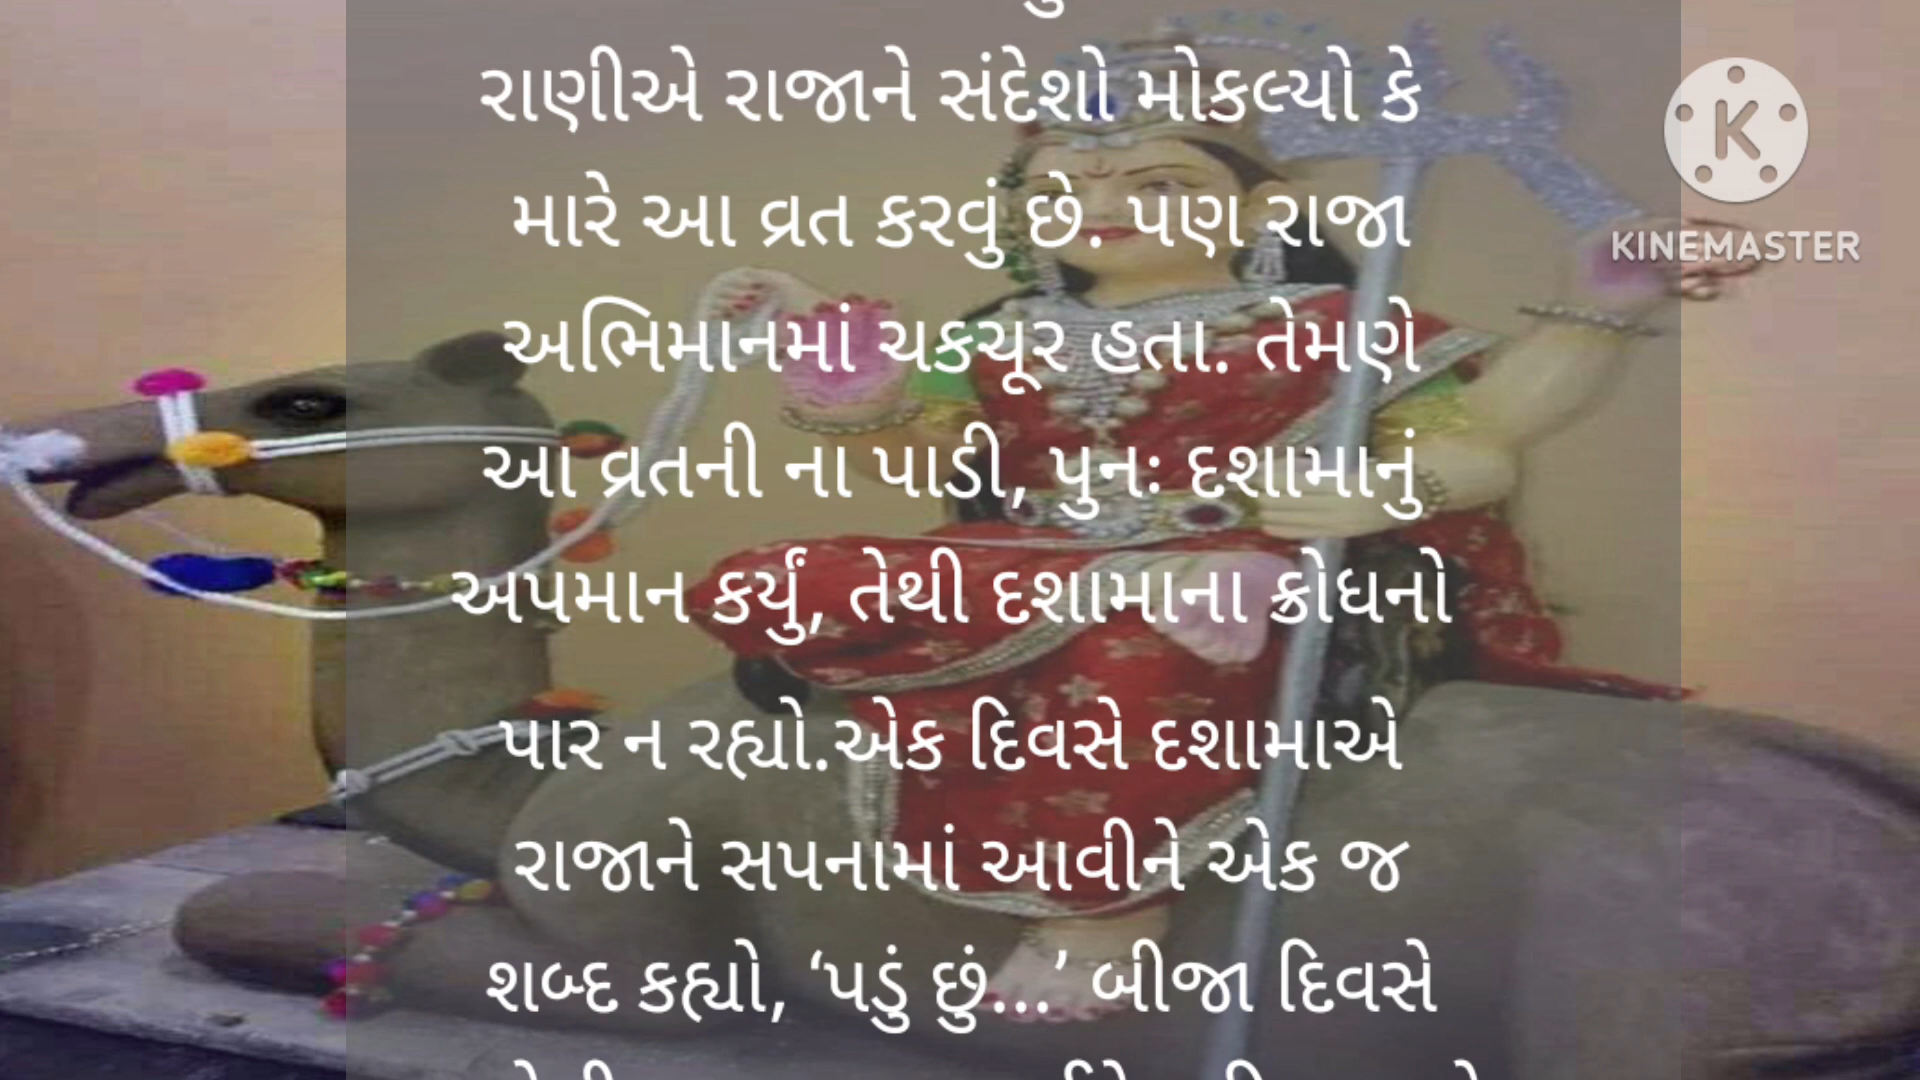 રાણીએ રાજાને સંદેશો મોકલ્યો કે
મારે આ વ્રત કરવું છે. પણ રાજા
અભિમાનમાં ચકચૂર હતા. તેમણે
આ વ્રતની ના પાડી, પુનઃ દશામાનું
અપમાન કર્યું, તેથી દશામાના ક્રોધનો
પાર ન રહ્યો.એક દિવસે દશામાએ
રાજાને સપનામાં આવીને એક જ
શબ્દ કહ્યો, ‘પડું છું...’ બીજા દિવસે
K
KINEMASTER